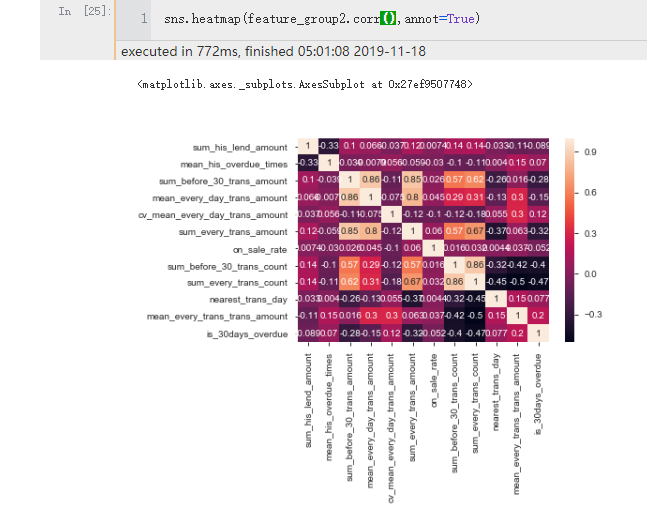 In [25]:
1 sns.heatmap(feature_group2.corr(),annot=True)
executed in 772ms, finished 05:01:08 2019-11-18
<matplotlib.axes._subplots.AxesSubplot at 0x27ef9507748>
sum_his_lend_amount 1 -0.33 0.1 0.066 -0.037 0.12 0.0074 0.14 0.14 -0.033 -0.11 -0.089
mean_his_overdue_times -0.33 1 -0.039 -0.0079 0.056 -0.059 -0.03 -0.1 -0.11 0.004 0.15 0.07
sum_before_30_trans_amount 0.1 -0.039 1 0.86 -0.11 0.85 0.026 0.57 0.62 -0.26 0.016 -0.28
mean_every_day_trans_amount 0.066 -0.007 0.86 1 -0.075 0.8 0.045 0.29 0.31 -0.13 0.3 -0.15
cv_mean_every_day_trans_amount -0.037 0.056 -0.11 -0.075 1 -0.12 -0.1 -0.12 -0.18 0.055 0.3 0.12
sum_every_trans_amount 0.12 -0.059 0.85 0.8 -0.12 1 0.06 0.57 0.67 -0.37 0.063 -0.32
on_sale_rate 0.0074 -0.03 0.026 0.045 -0.1 0.06 1 0.016 0.032 0.0044 0.037 -0.052
sum_before_30_trans_count 0.14 -0.1 0.57 0.29 -0.12 0.57 0.016 1 0.86 -0.32 -0.42 -0.4
sum_every_trans_count 0.14 -0.11 0.62 0.31 -0.18 0.67 0.032 0.86 1 -0.45 -0.5 -0.47
nearest_trans_day -0.033 0.004 -0.26 -0.13 0.055 -0.37 0.0044 -0.32 -0.45 1 0.15 0.077
mean_every_trans_trans_amount -0.11 0.15 0.016 0.3 0.3 0.063 0.037 -0.42 -0.5 0.15 1 0.2
is_30days_overdue -0.089 0.07 -0.28 -0.15 0.12 -0.32 -0.052 -0.4 -0.47 0.077 0.2 1
0.9
0.6
0.3
0.0
-0.3
sum_his_lend_amount
mean_his_overdue_times
sum_before_30_trans_amount
mean_every_day_trans_amount
cv_mean_every_day_trans_amount
sum_every_trans_amount
on_sale_rate
sum_before_30_trans_count
sum_every_trans_count
nearest_trans_day
mean_every_trans_trans_amount
is_30days_overdue